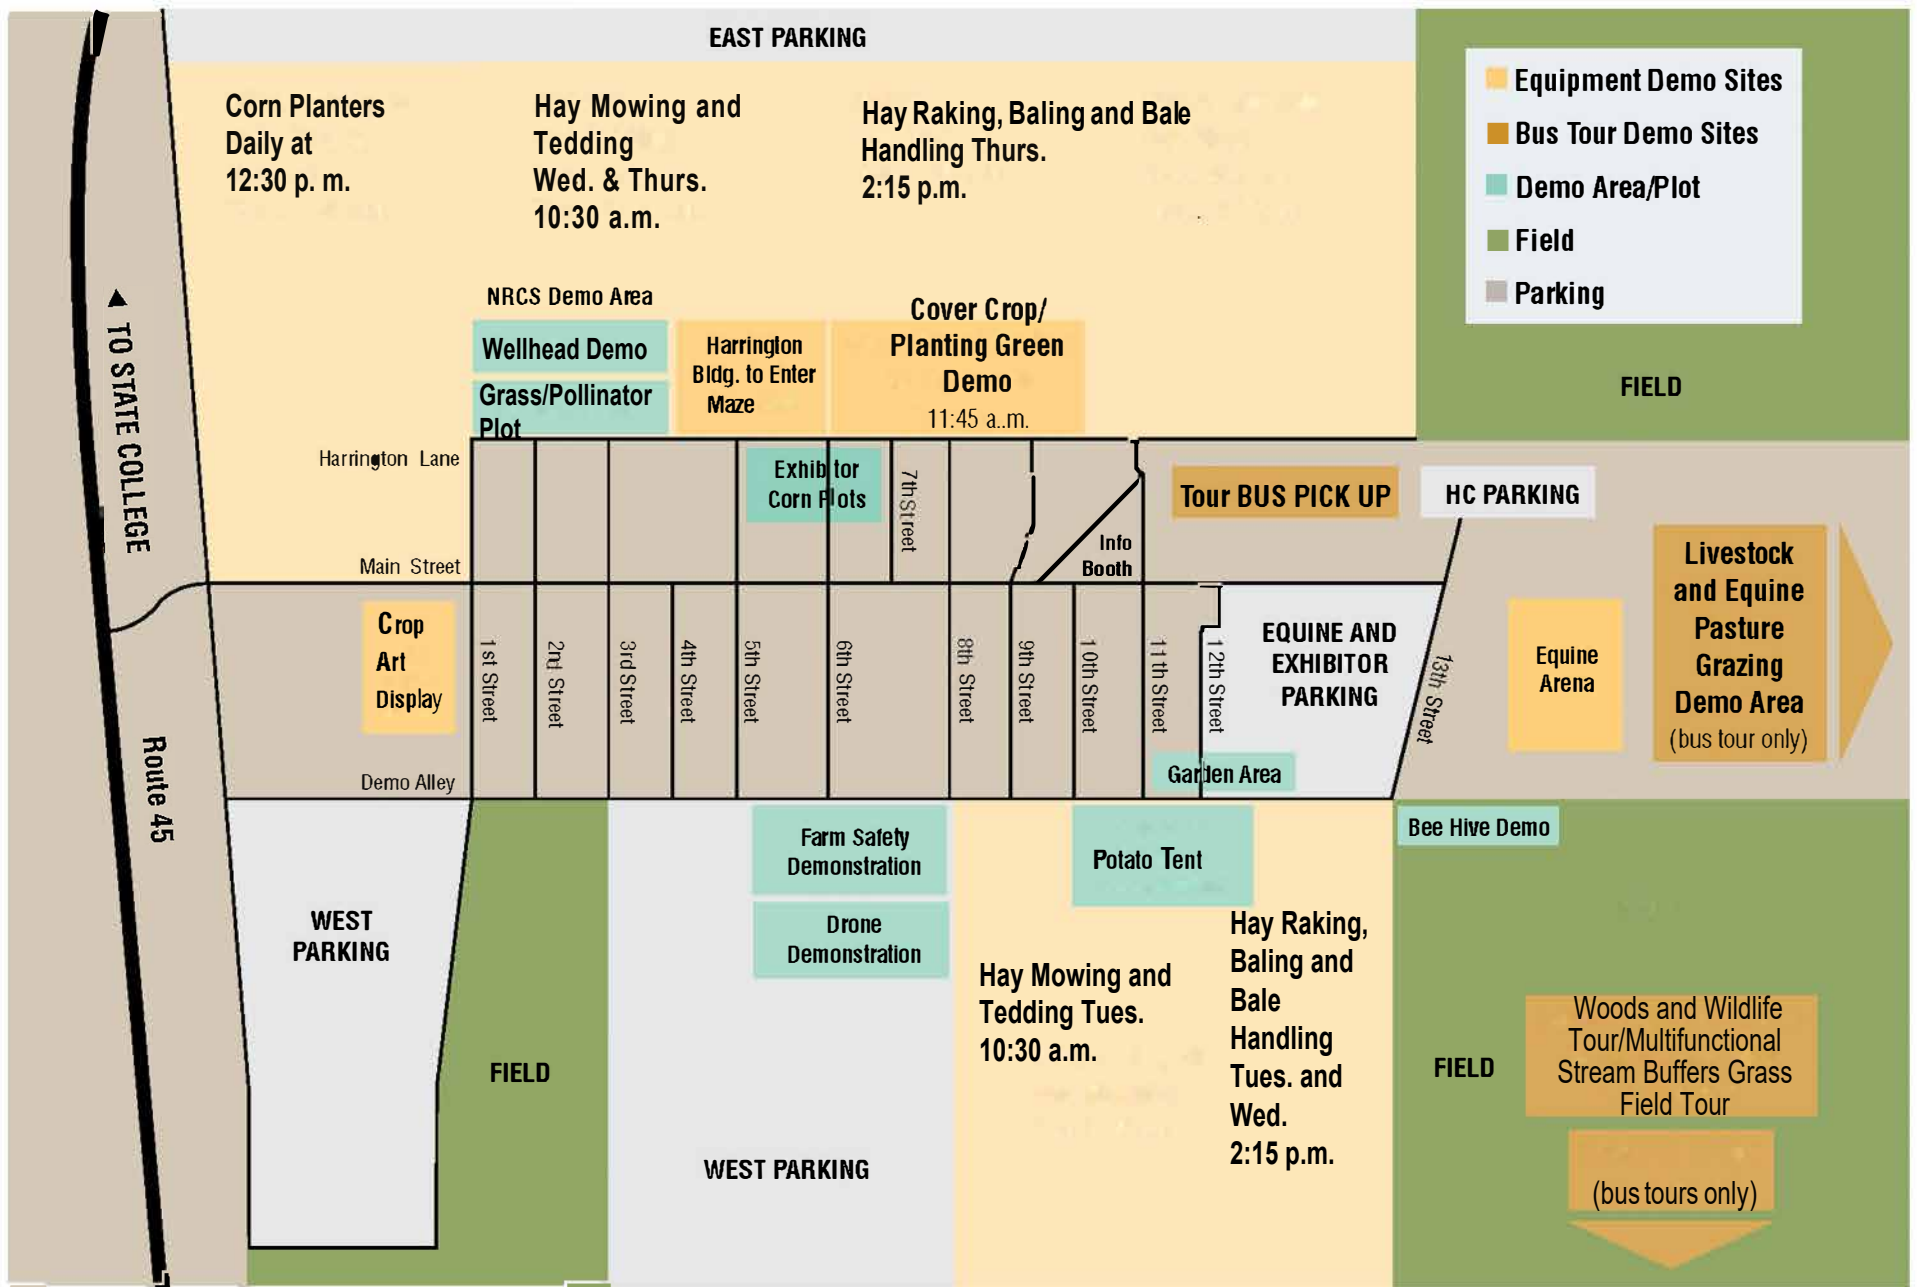 EAST PARKING
Corn Planters
Daily at
12:30 p. m.
Hay Mowing and
Tedding
Wed. & Thurs.
10:30 a.m.
Hay Raking, Baling and Bale
Handling Thurs.
2:15 p.m.
Equipment Demo Sites
Bus Tour Demo Sites
Demo Area/Plot
Field
Parking
FIELD
NRCS Demo Area
Wellhead Demo
Grass/Pollinator
Plot
Harrington
Bldg. to Enter
Maze
Cover Crop/
Planting Green
Demo
11:45 a..m.
TO STATE COLLEGE
Route 45
Harrington Lane
Main Street
Demo Alley
Exhibitor
Corn Plots
7th Street
Info
Booth
Tour BUS PICK UP
HC PARKING
Livestock
and Equine
Pasture
Grazing
Demo Area
(bus tour only)
Crop
Art
Display
1st Street
2nd Street
3rd Street
4th Street
5th Street
6th Street
8th Street
9th Street
10th Street
11th Street
12th Street
EQUINE AND
EXHIBITOR
PARKING
13th Street
Equine
Arena
Garden Area
WEST
PARKING
FIELD
Farm Safety
Demonstration
Drone
Demonstration
WEST PARKING
Potato Tent
Hay Mowing and
Tedding Tues.
10:30 a.m.
Hay Raking,
Baling and
Bale
Handling
Tues. and
Wed.
2:15 p.m.
Bee Hive Demo
FIELD
Woods and Wildlife
Tour/Multifunctional
Stream Buffers Grass
Field Tour
(bus tours only)